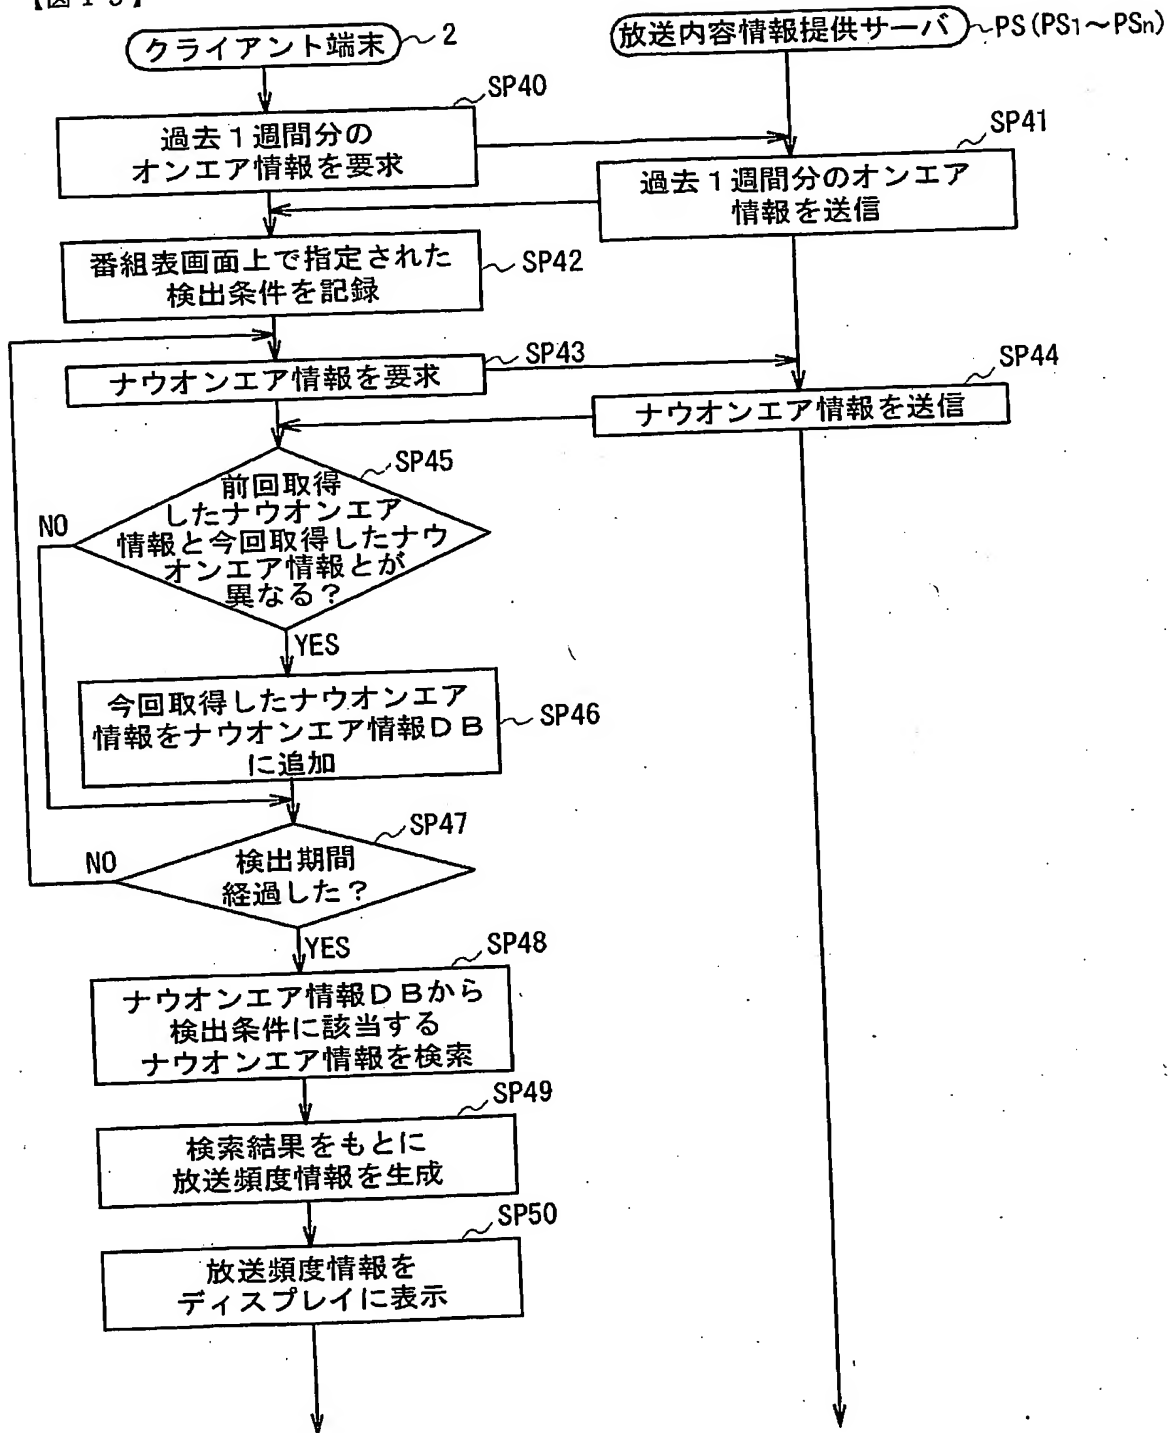 【図13】
クライアント端末 2
放送内容情報提供サーバ PS(PS1～PSn)
SP40
過去1週間分の
オンエア情報を要求
SP41
過去1週間分のオンエア
情報を送信
番組表画面上で指定された
検出条件を記録
SP42
SP43
ナウオンエア情報を要求
SP44
ナウオンエア情報を送信
SP45
前回取得
したナウオンエア
情報と今回取得したナウ
オンエア情報とが
異なる？
NO
YES
今回取得したナウオンエア
情報をナウオンエア情報DB
に追加
SP46
SP47
検出期間
経過した？
NO
YES
SP48
ナウオンエア情報DBから
検出条件に該当する
ナウオンエア情報を検索
SP49
検索結果をもとに
放送頻度情報を生成
SP50
放送頻度情報を
ディスプレイに表示